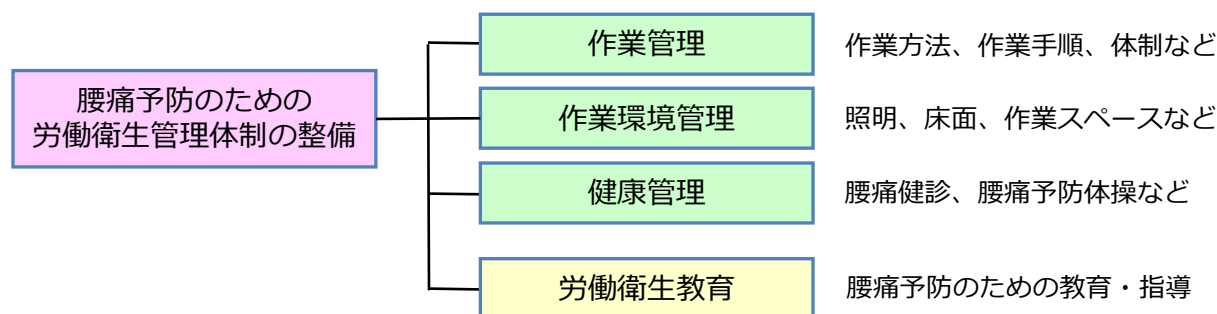 腰痛予防のための
労働衛生管理体制の整備
作業管理
作業方法、作業手順、体制など
作業環境管理
照明、床面、作業スペースなど
健康管理
腰痛健診、腰痛予防体操など
労働衛生教育
腰痛予防のための教育・指導